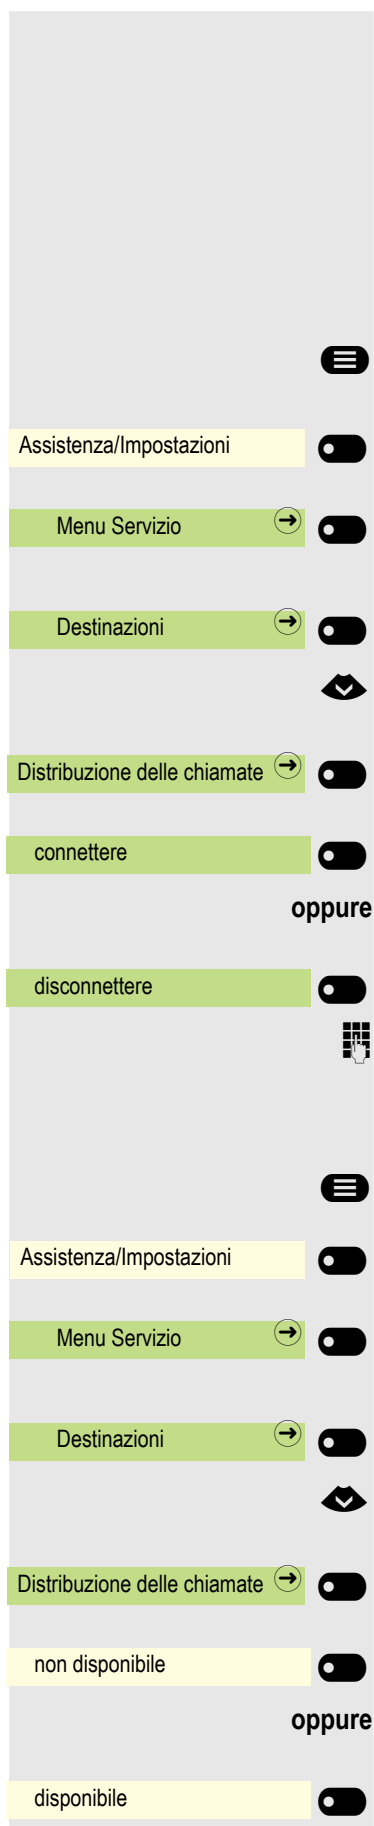 Assistenza/Impostazioni
Menu Servizio
Destinazioni
Distribuzione delle chiamate
connettere
oppure
disconnettere
Assistenza/Impostazioni
Menu Servizio
Destinazioni
Distribuzione delle chiamate
non disponibile
oppure
disponibile